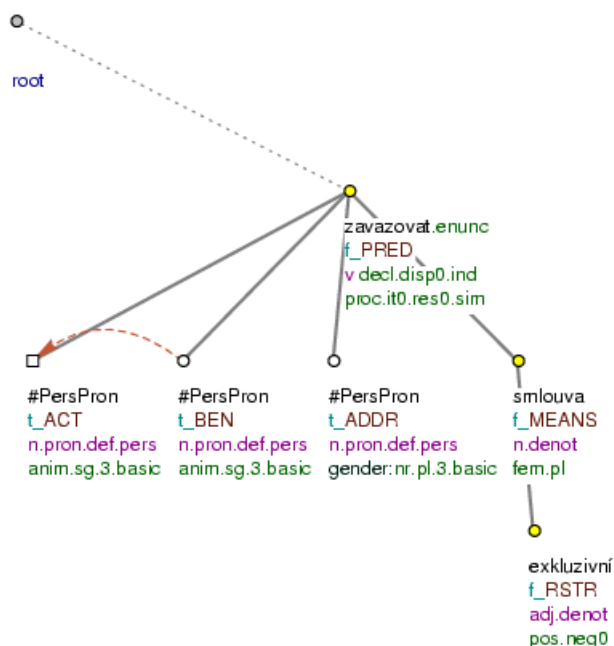 root
zavazovat.enunc
f_PRED
v decl.disp0.ind
proc.it0.res0.sim
#PersPron
t_ACT
n.pron.def.pers
anim.sg.3.basic
#PersPron
t_BEN
n.pron.def.pers
anim.sg.3.basic
#PersPron
t_ADDR
n.pron.def.pers
gender:nr.pl.3.basic
smlouva
f_MEANS
n.denot
fem.pl
exkluzivní
f_RSTR
adj.denot
pos.neg0